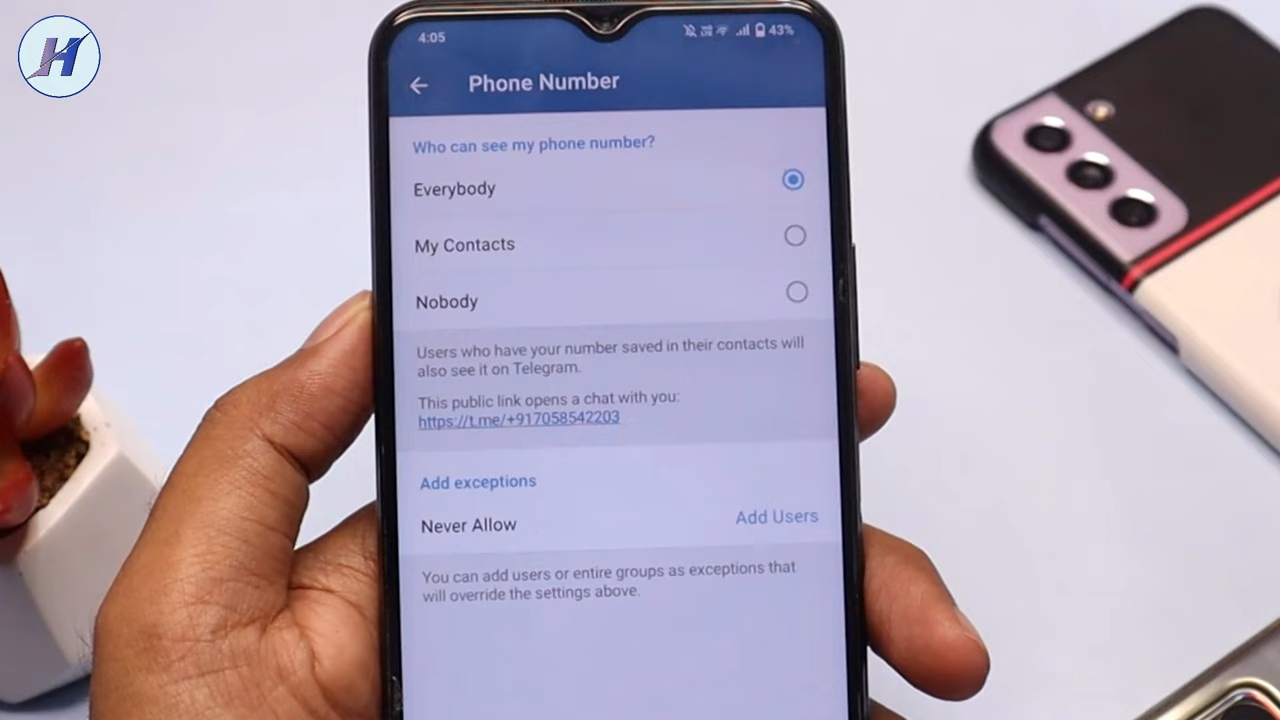 H
4:05
43%
Phone Number
Who can see my phone number?
Everybody
My Contacts
Nobody
Users who have your number saved in their contacts will
also see it on Telegram.
This public link opens a chat with you:
https://t.me/+917058542203
Add exceptions
Never Allow
Add Users
You can add users or entire groups as exceptions that
will override the settings above.